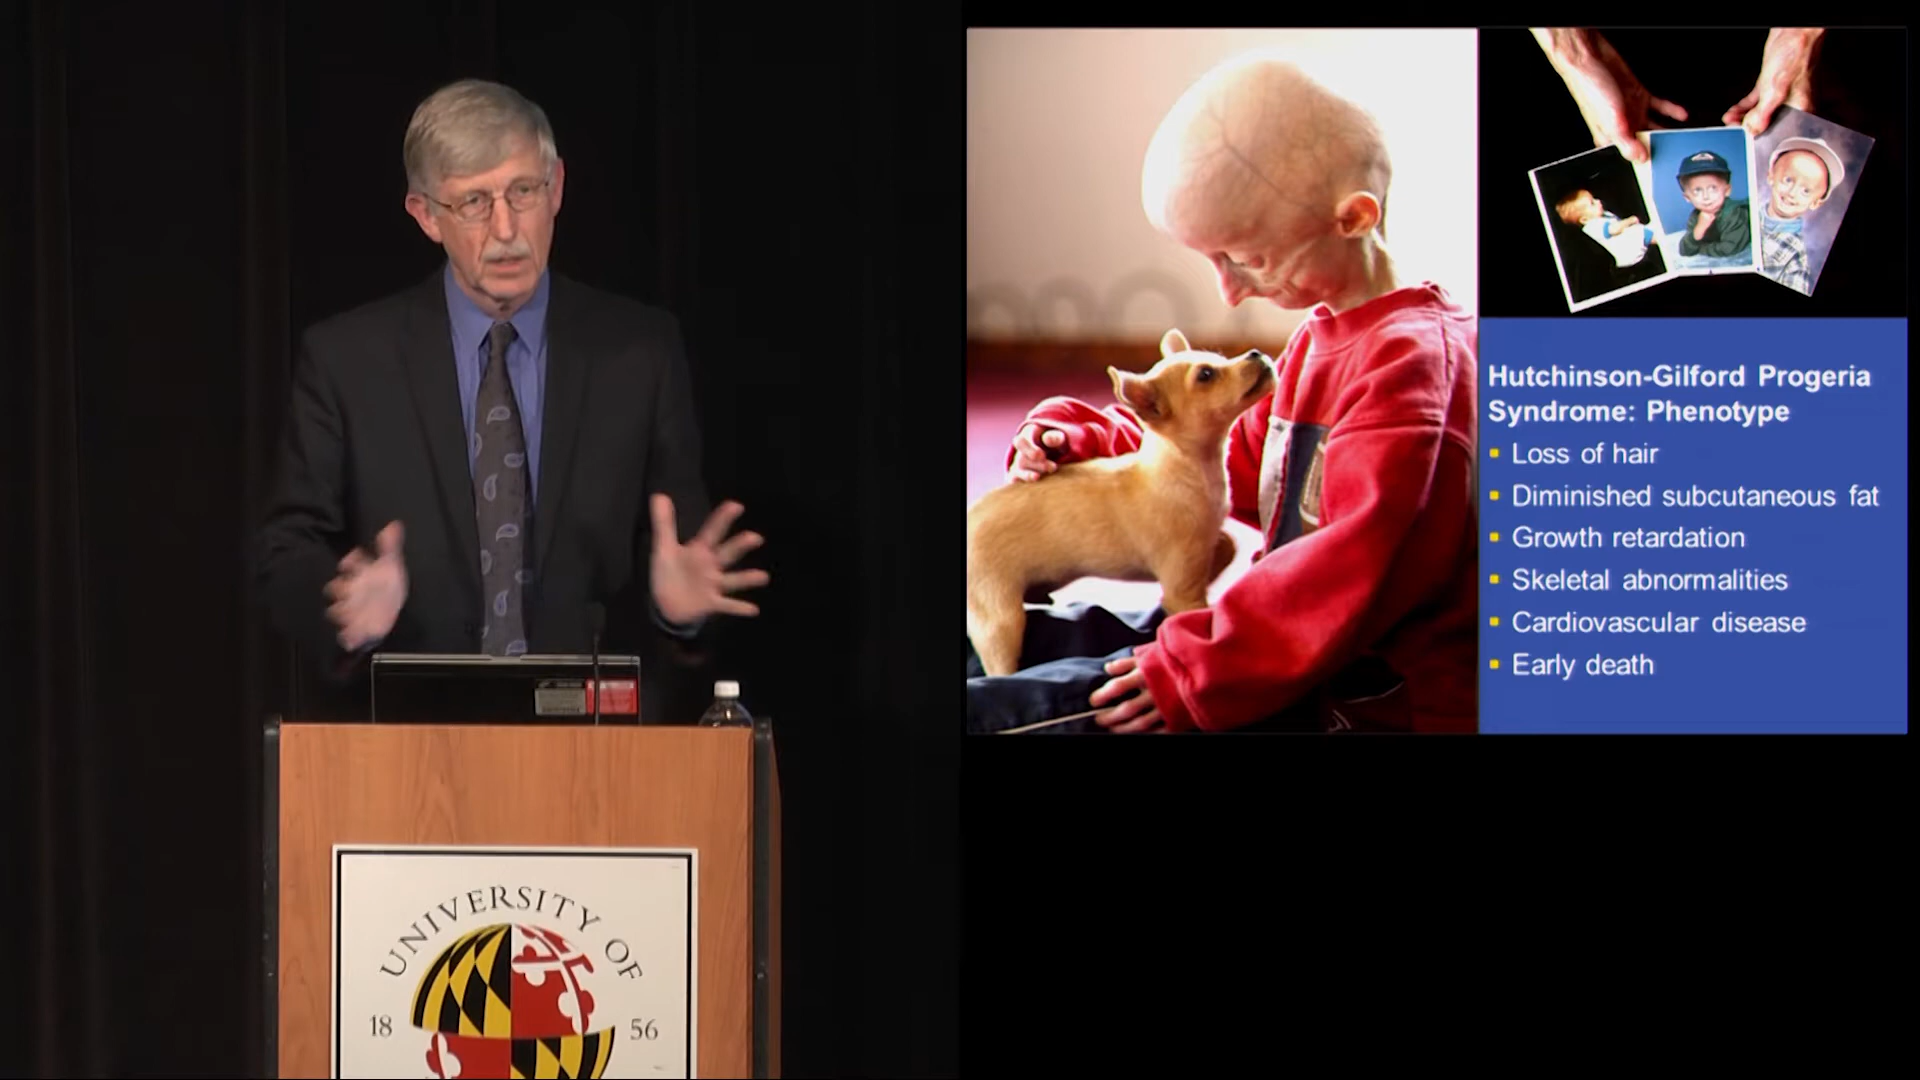 Hutchinson-Gilford Progeria
Syndrome: Phenotype
Loss of hair
Diminished subcutaneous fat
Growth retardation
Skeletal abnormalities
Cardiovascular disease
Early death
UNIVERSITY OF
18 56